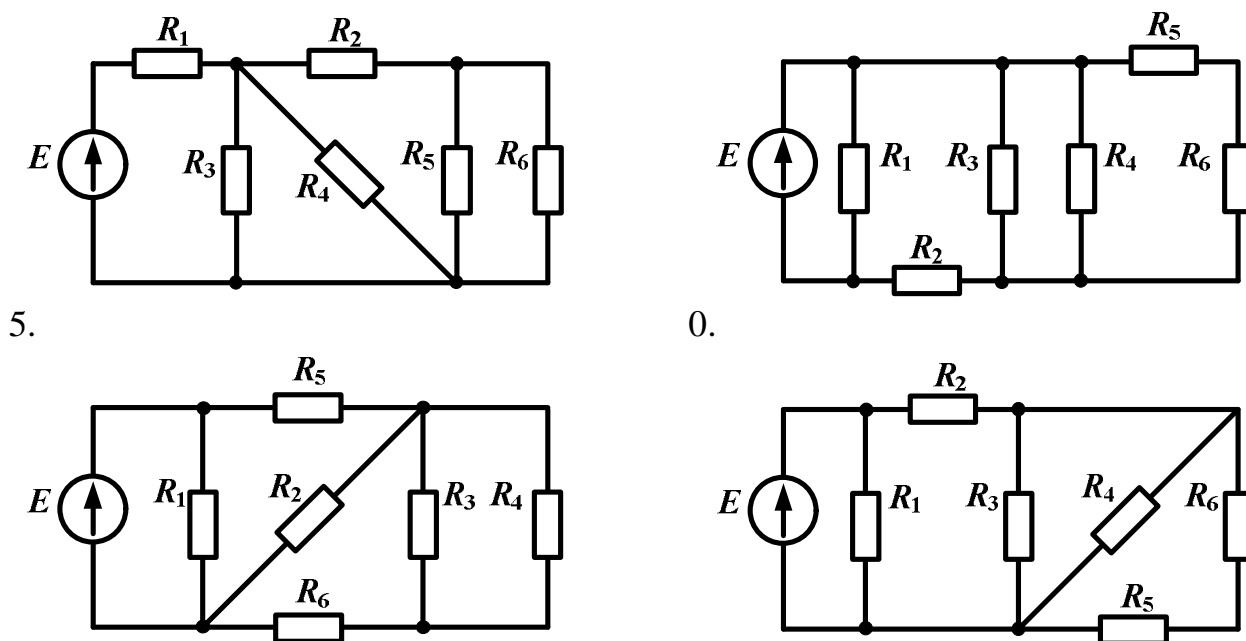 R1 R2
E R3 R4 R5 R6
R5
E R1 R3 R4 R6
R2
5. 0.
R5
E R1 R2 R3 R4
R6
R2
E R1 R3 R4 R6
R5